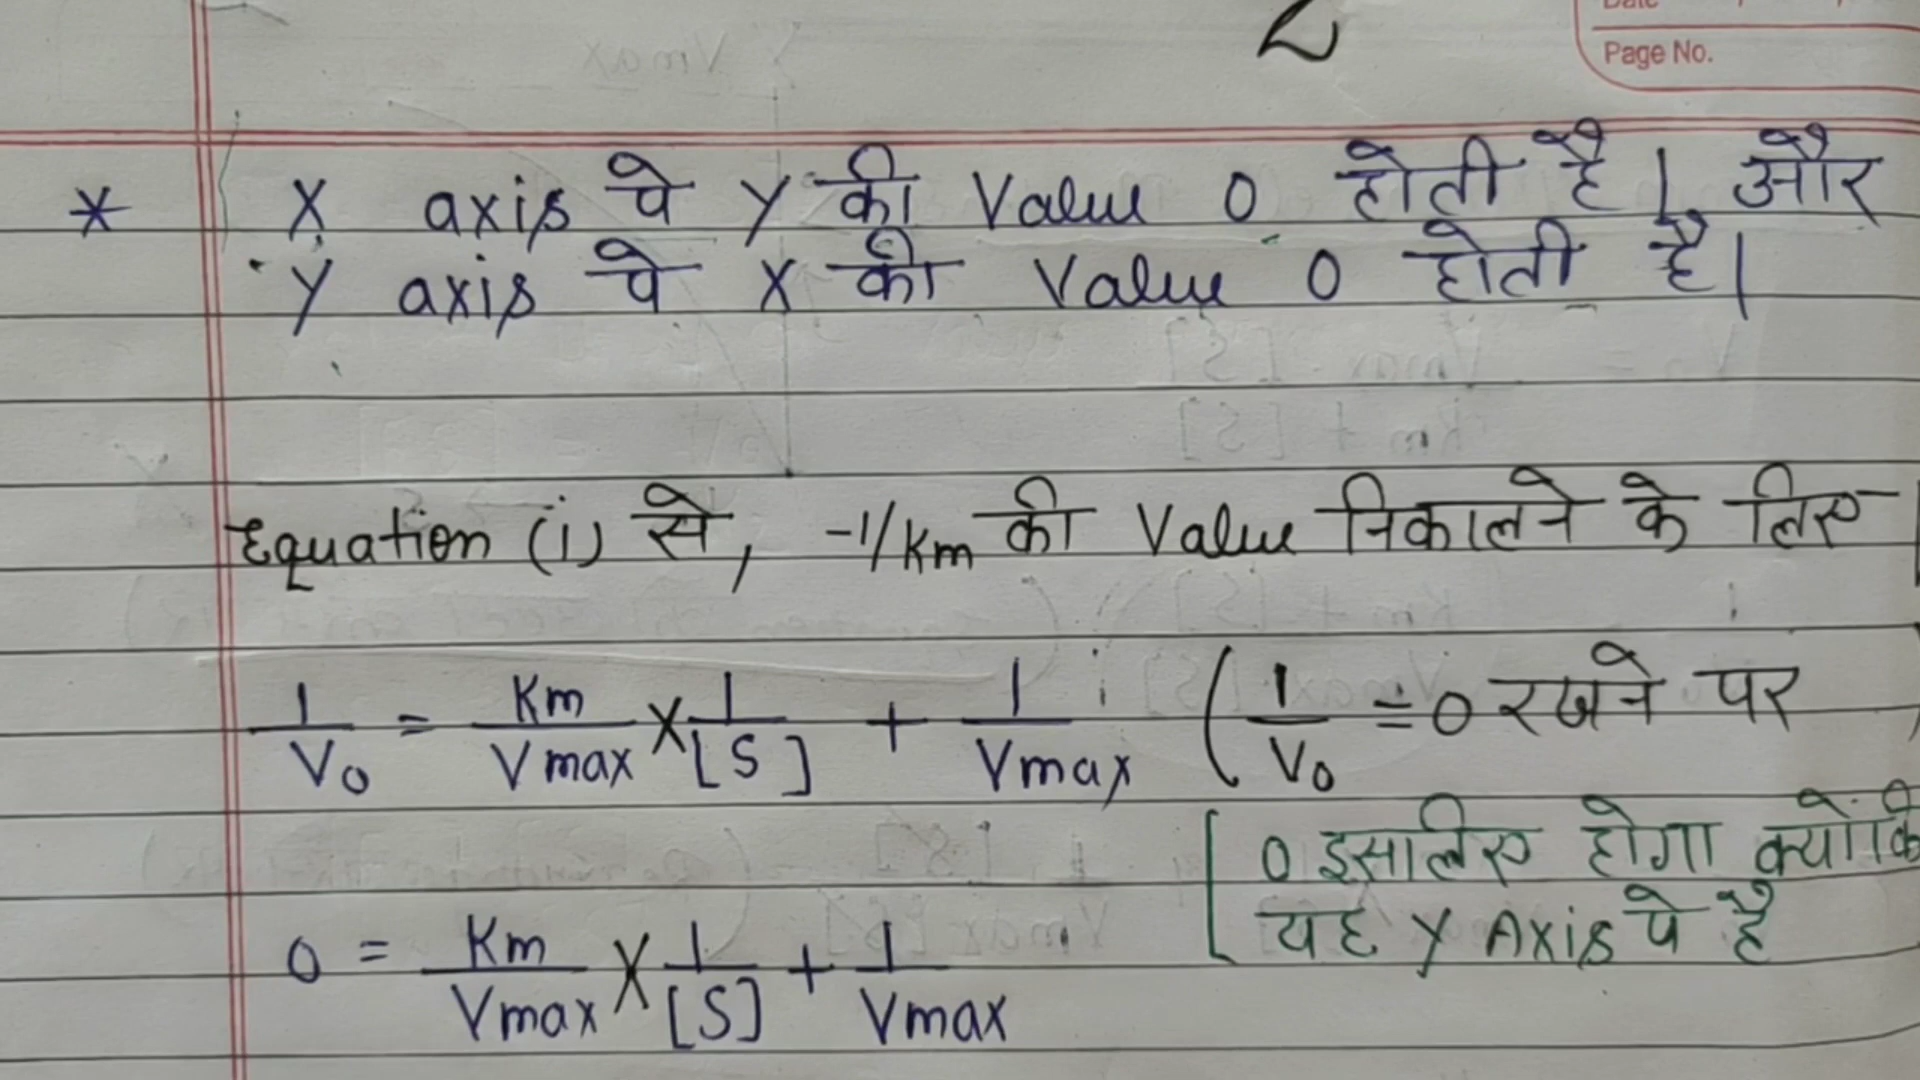 Date
Page No.
* X axis पे Y की Value 0 होती है | और
Y axis पे X की Value 0 होती है |
Equation (i) से, -1/Km की Value निकालने के लिए
1/V₀ = Km/Vmax X 1/[S] + 1/Vmax ( 1/V₀ = 0 रखने पर )
[ 0 इसलिए होगा क्योंकि
यह Y Axis पे है
0 = Km/Vmax X 1/[S] + 1/Vmax